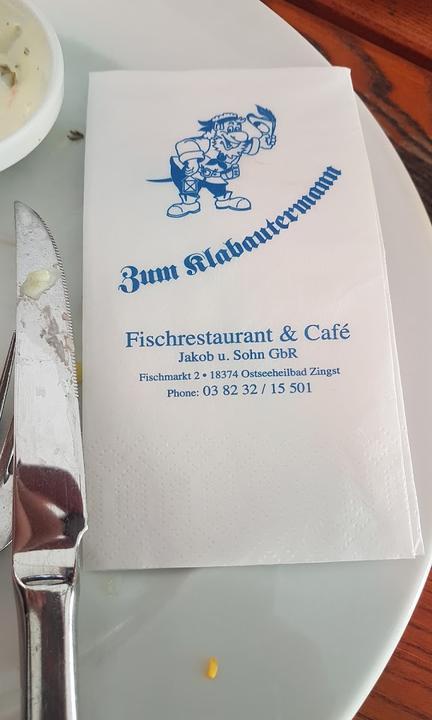 Zum Klabautermann
Fischrestaurant & Café
Jakob u. Sohn GbR
Fischmarkt 2 • 18374 Ostseeheilbad Zingst
Phone: 03 82 32 / 15 501